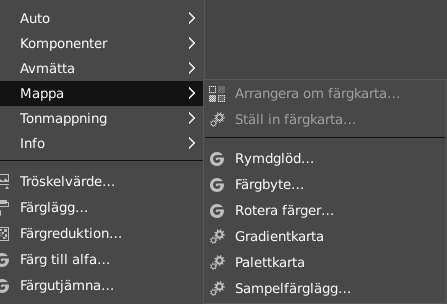 Auto
Komponenter
Avmätta
Mappa
Tonmappning
Info
Tröskelvärde...
Färglägg...
Färgreduktion...
Färg till alfa...
Färgutjämna...
Arrangera om färgkarta...
Ställ in färgkarta...
Rymdglöd...
Färgbyte...
Rotera färger...
Gradientkarta
Palettkarta
Sampelfärglägg...